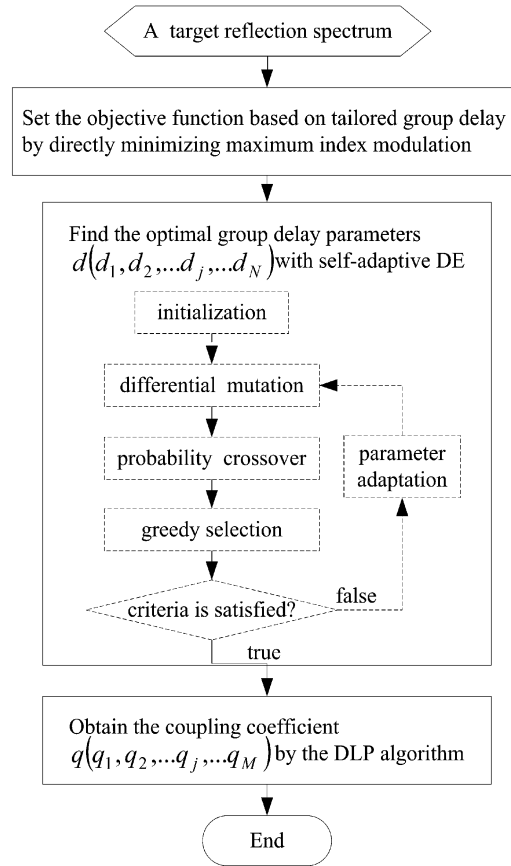 A target reflection spectrum
Set the objective function based on tailored group delay
by directly minimizing maximum index modulation
Find the optimal group delay parameters
d(d₁,d₂,...dⱼ,...d_N) with self-adaptive DE
initialization
differential mutation
probability crossover
parameter
adaptation
greedy selection
criteria is satisfied?
false
true
Obtain the coupling coefficient
q(q₁,q₂,...qⱼ,...q_M) by the DLP algorithm
End